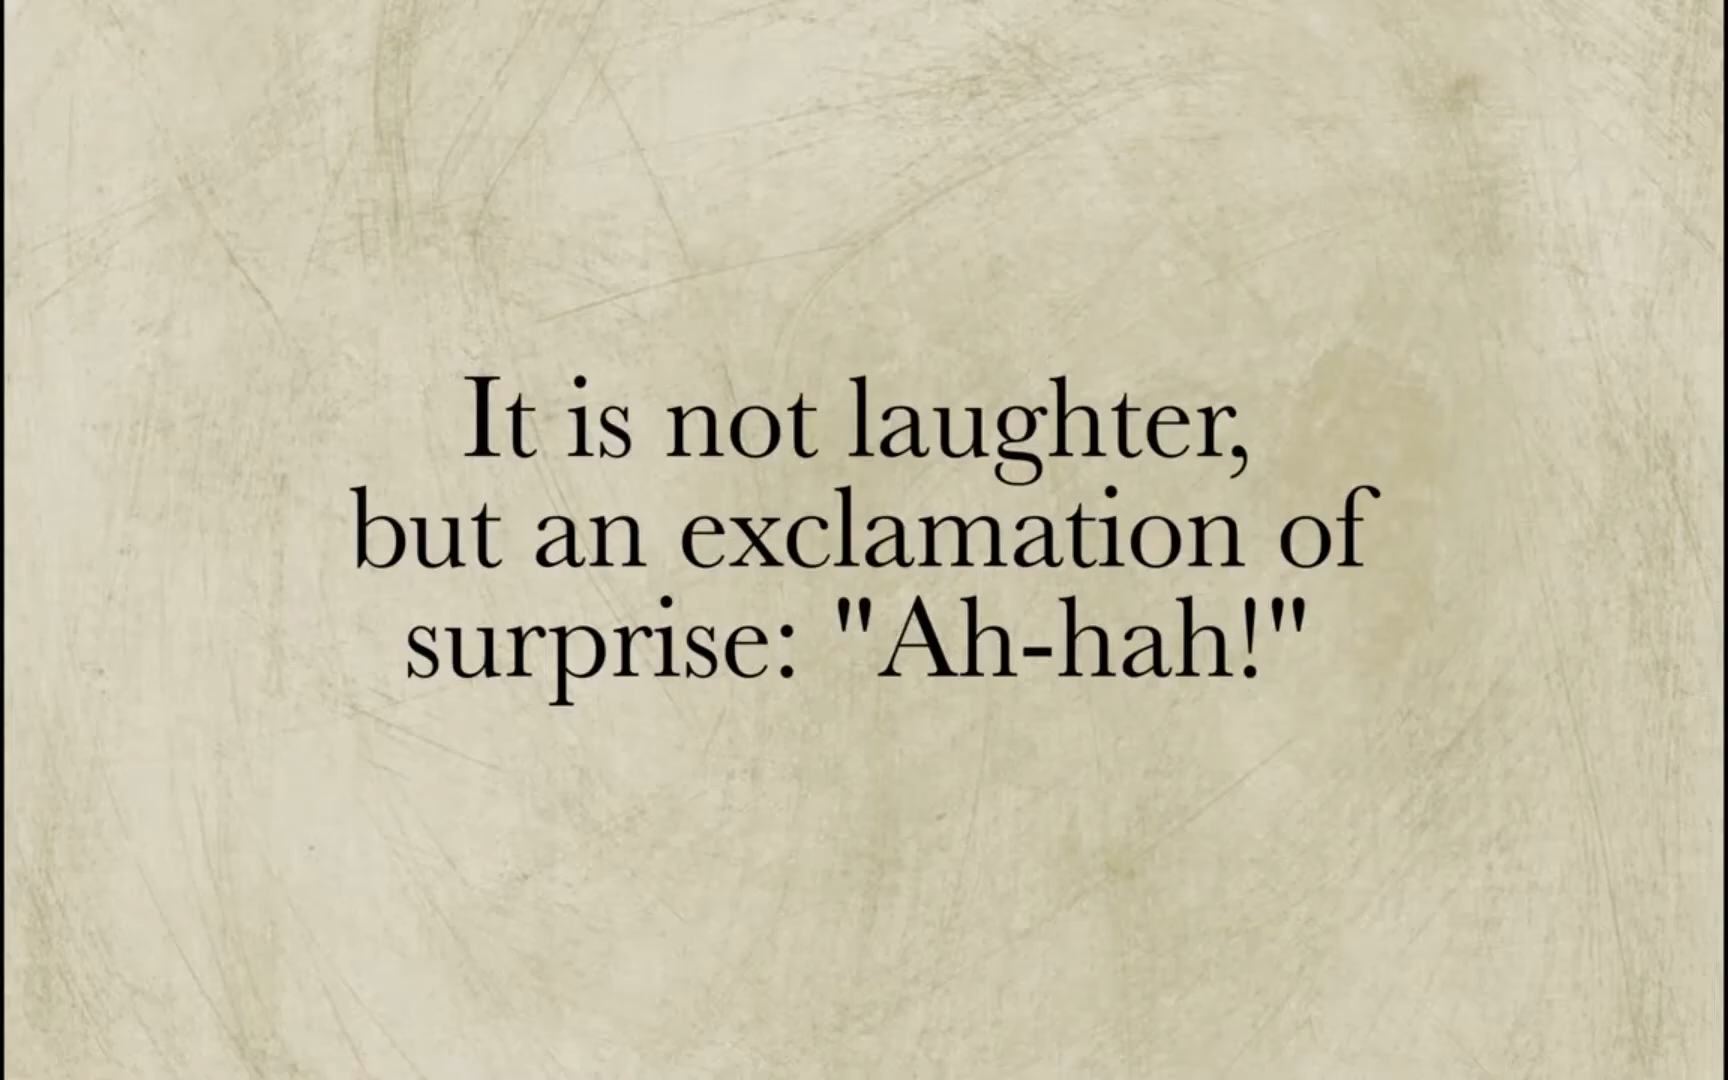 It is not laughter,
but an exclamation of
surprise: "Ah-hah!"